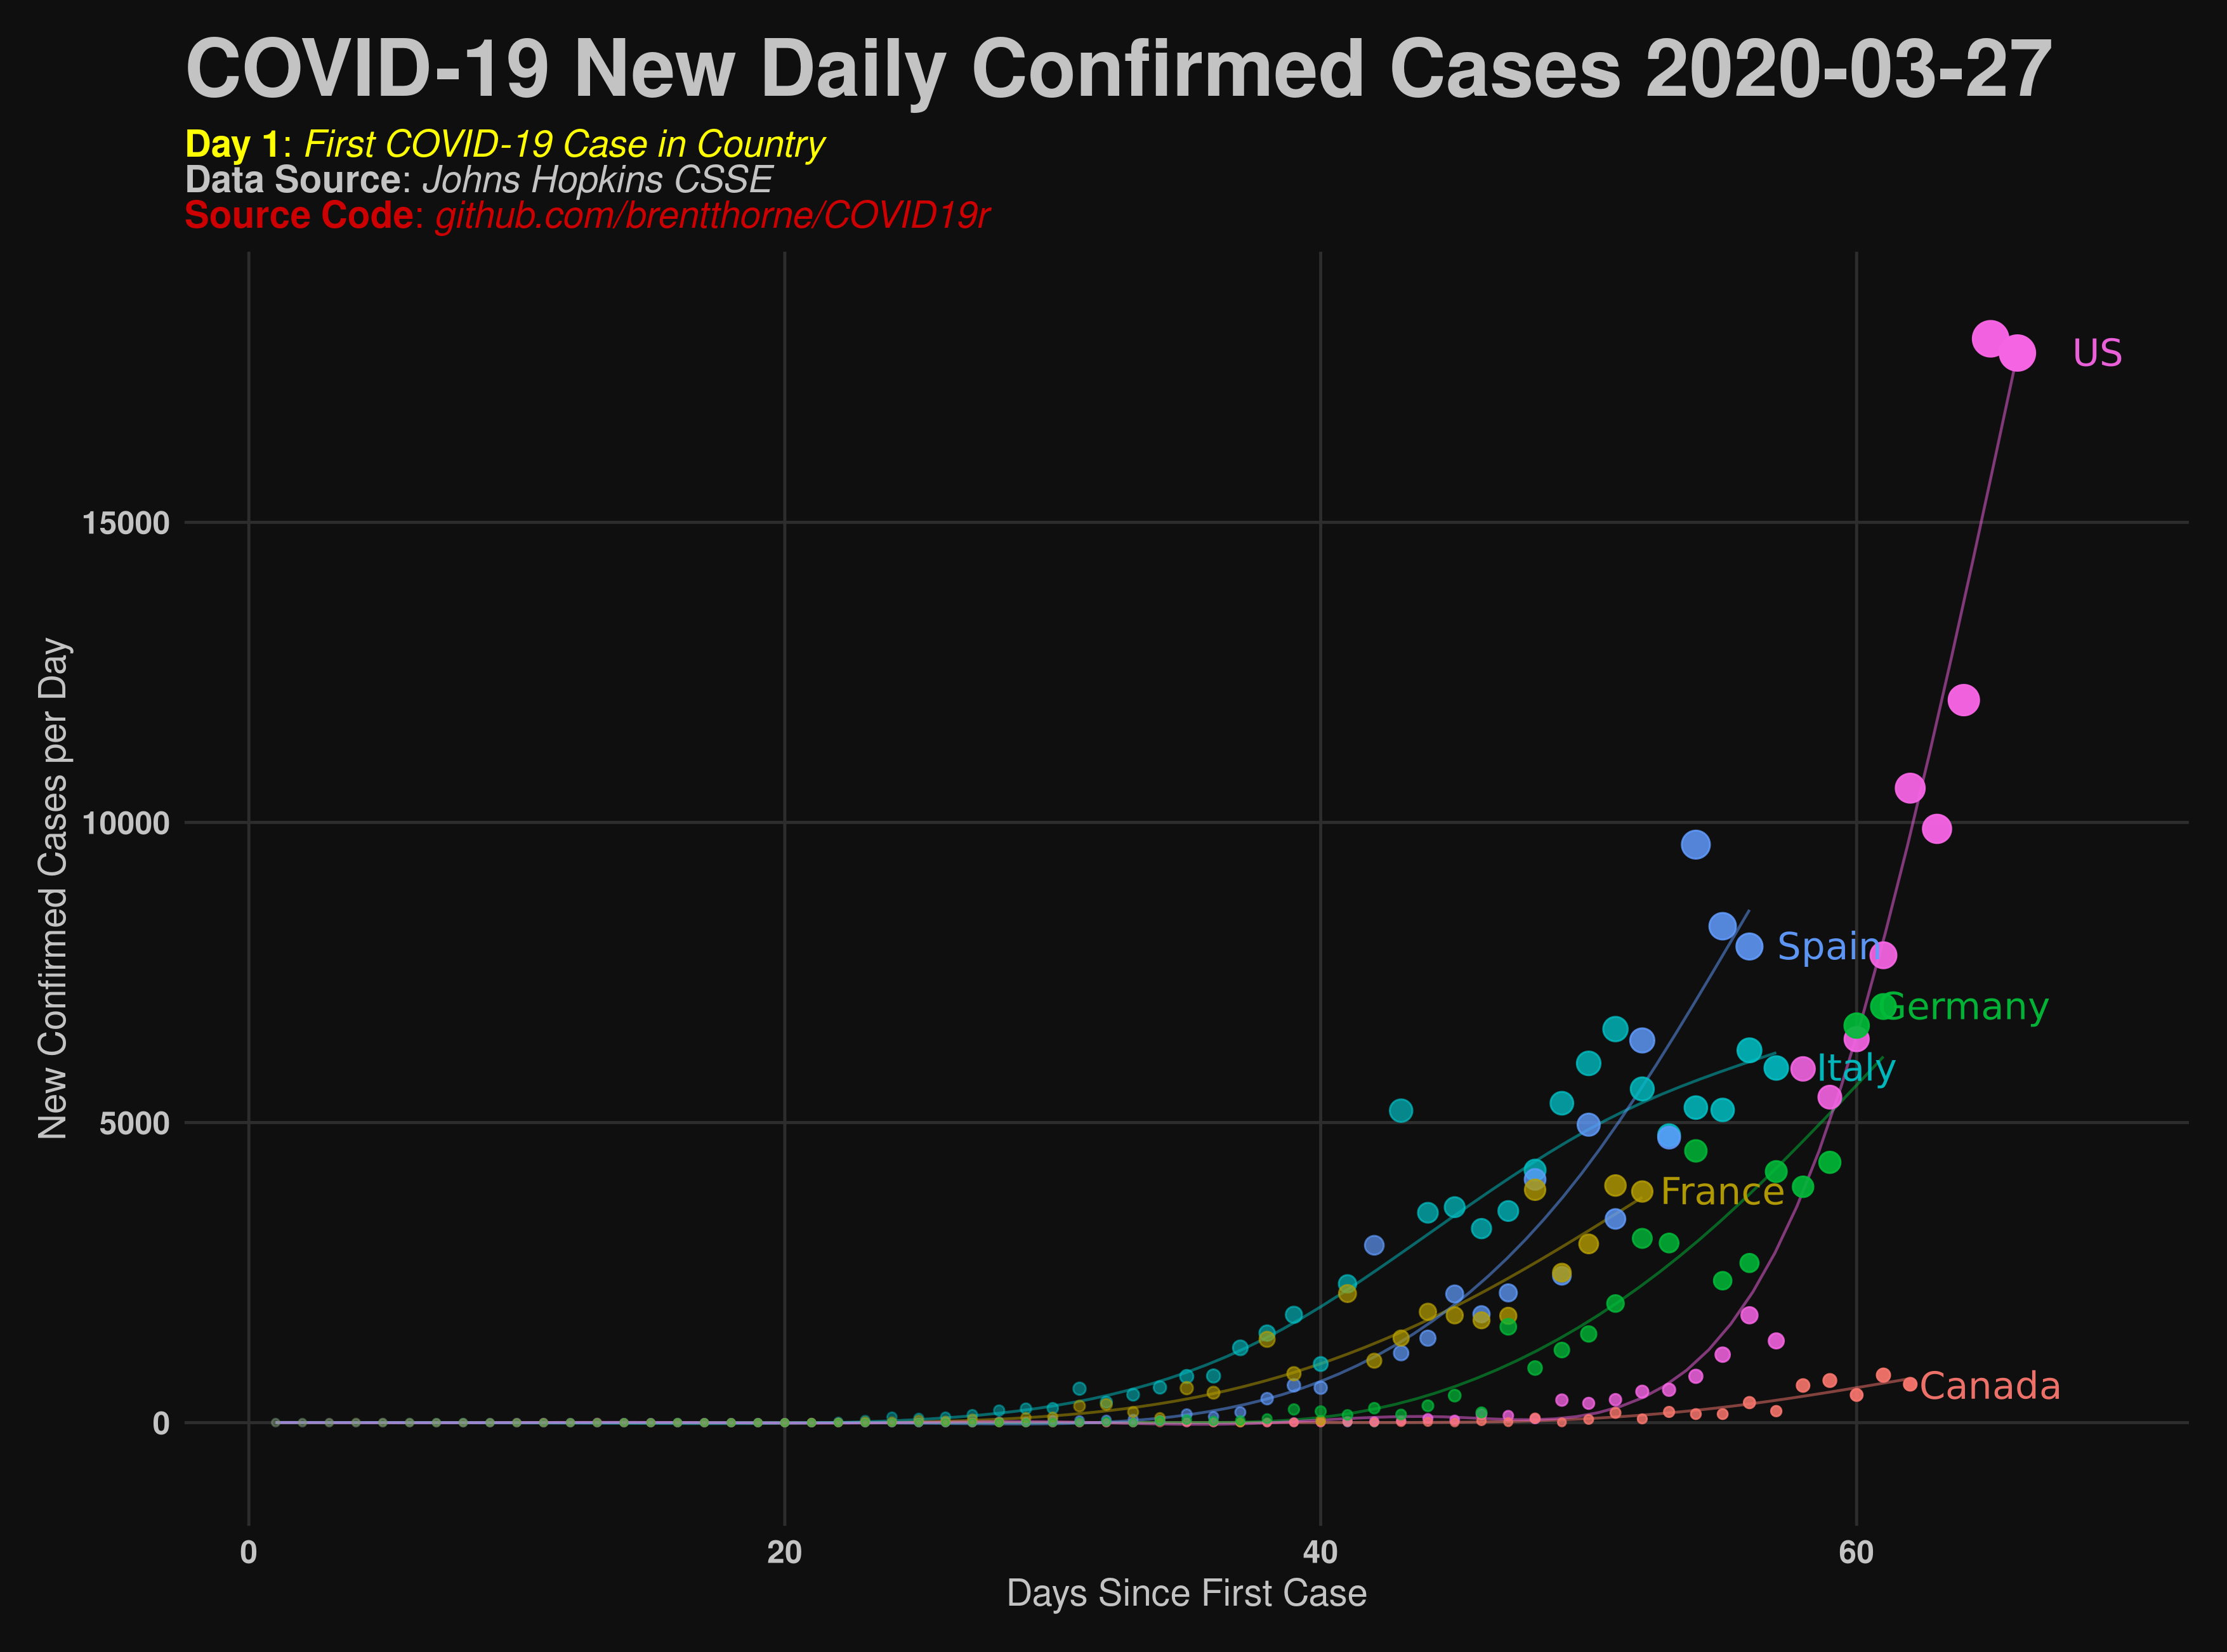 COVID-19 New Daily Confirmed Cases 2020-03-27
Day 1: First COVID-19 Case in Country
Data Source: Johns Hopkins CSSE
Source Code: github.com/brentthorne/COVID19r
US
15000
10000
Spain
Germany
Italy
5000
France
Canada
0
New Confirmed Cases per Day
0 20 40 60
Days Since First Case